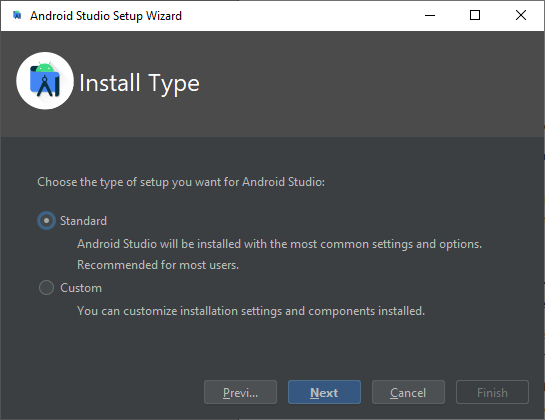 Android Studio Setup Wizard
Install Type
Choose the type of setup you want for Android Studio:
Standard
Android Studio will be installed with the most common settings and options.
Recommended for most users.
Custom
You can customize installation settings and components installed.
Previ... Next Cancel Finish